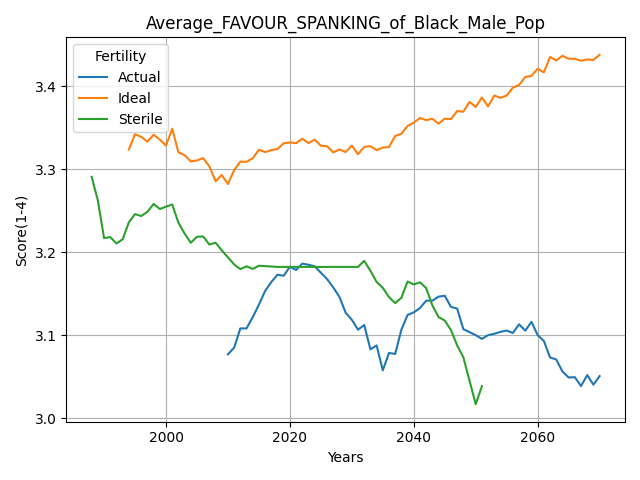 Average_FAVOUR_SPANKING_of_Black_Male_Pop
Fertility
Actual
Ideal
Sterile
Score(1-4)
3.4
3.3
3.2
3.1
3.0
2000 2020 2040 2060
Years